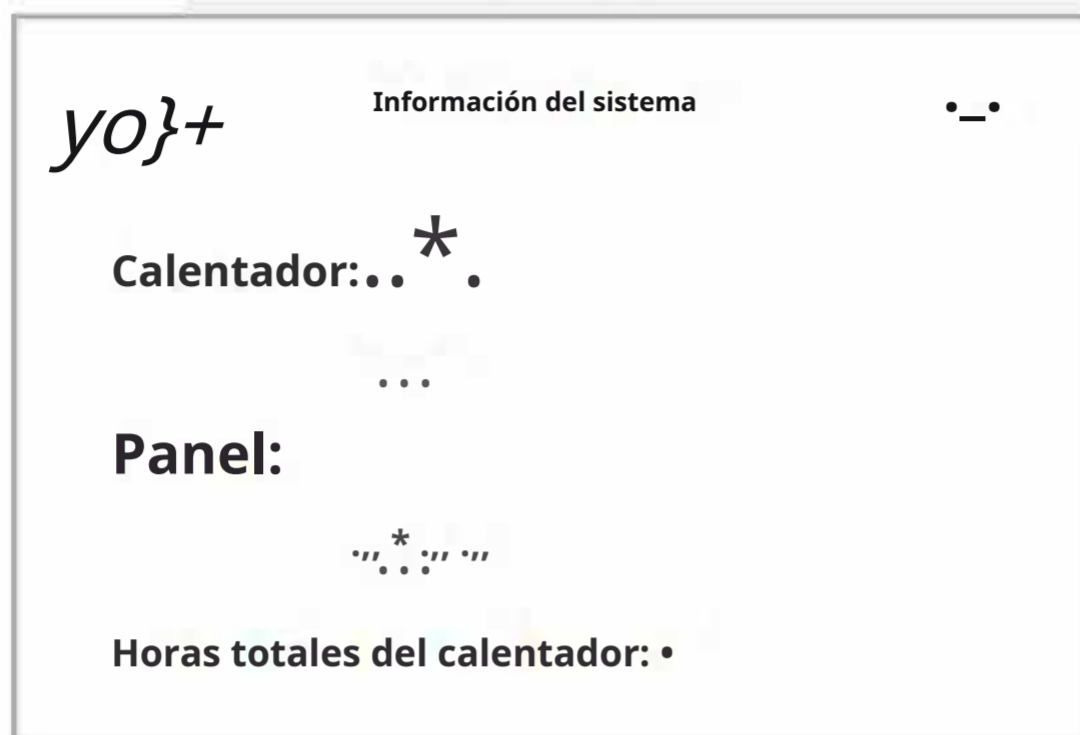 yo}+
Información del sistema
•_•
Calentador:..*.
...
Panel:
Horas totales del calentador: •